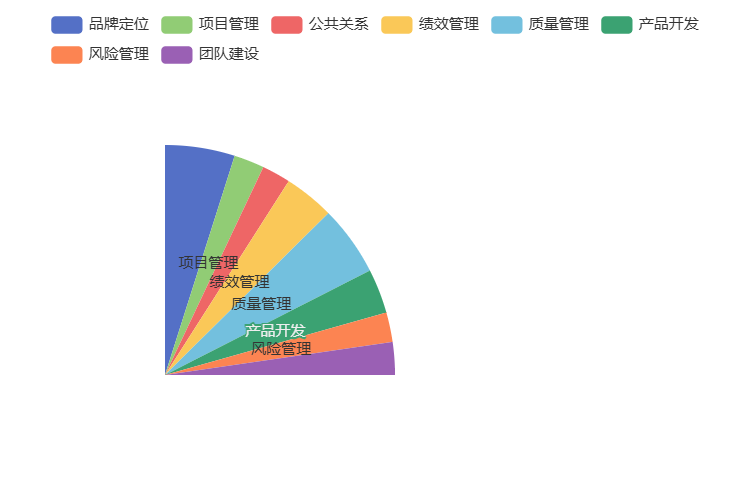 品牌定位 项目管理 公共关系 绩效管理 质量管理 产品开发
风险管理 团队建设
项目管理
绩效管理
质量管理
产品开发
风险管理